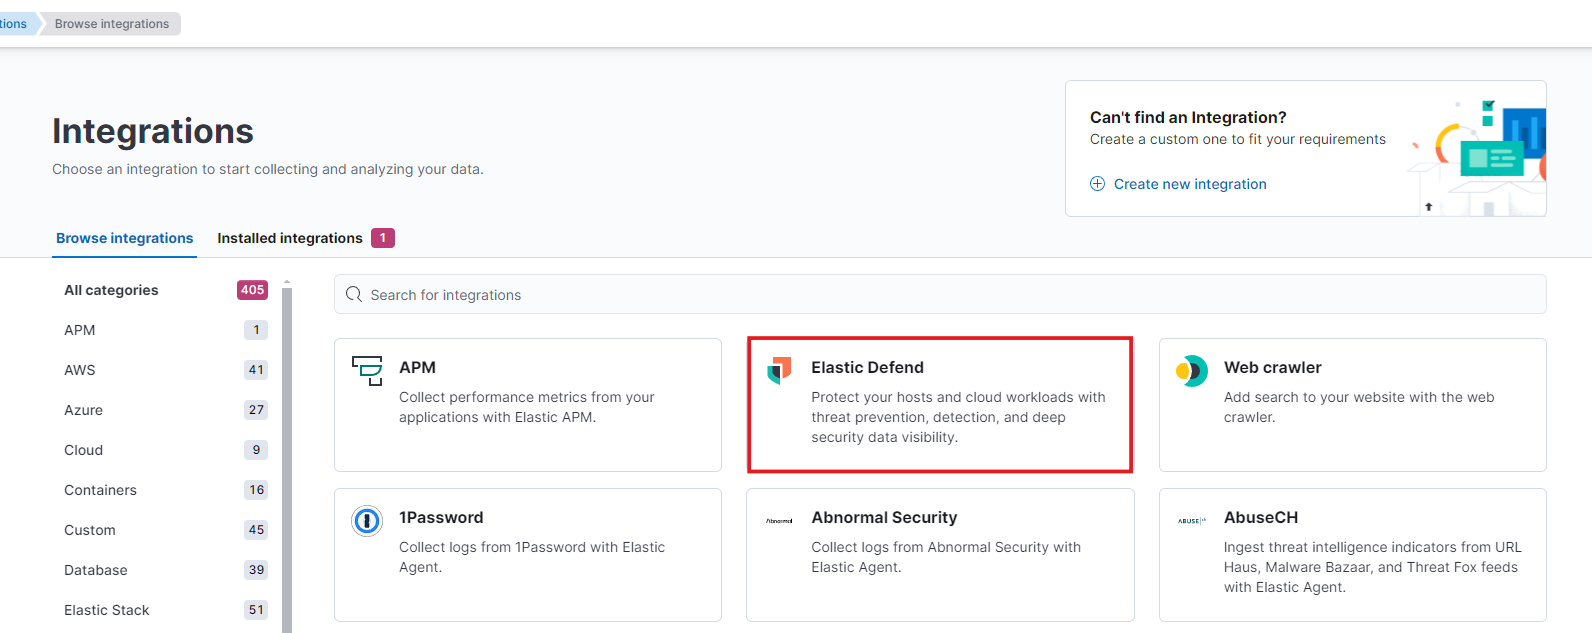 tions
Browse integrations
Integrations
Choose an integration to start collecting and analyzing your data.
Can't find an Integration?
Create a custom one to fit your requirements
Create new integration
Browse integrations
Installed integrations 1
All categories 405
APM 1
AWS 41
Azure 27
Cloud 9
Containers 16
Custom 45
Database 39
Elastic Stack 51
Search for integrations
APM
Collect performance metrics from your
applications with Elastic APM.
Elastic Defend
Protect your hosts and cloud workloads with
threat prevention, detection, and deep
security data visibility.
Web crawler
Add search to your website with the web
crawler.
1Password
Collect logs from 1Password with Elastic
Agent.
Abnormal
Abnormal Security
Collect logs from Abnormal Security with
Elastic Agent.
ABUSE|ch
AbuseCH
Ingest threat intelligence indicators from URL
Haus, Malware Bazaar, and Threat Fox feeds
with Elastic Agent.